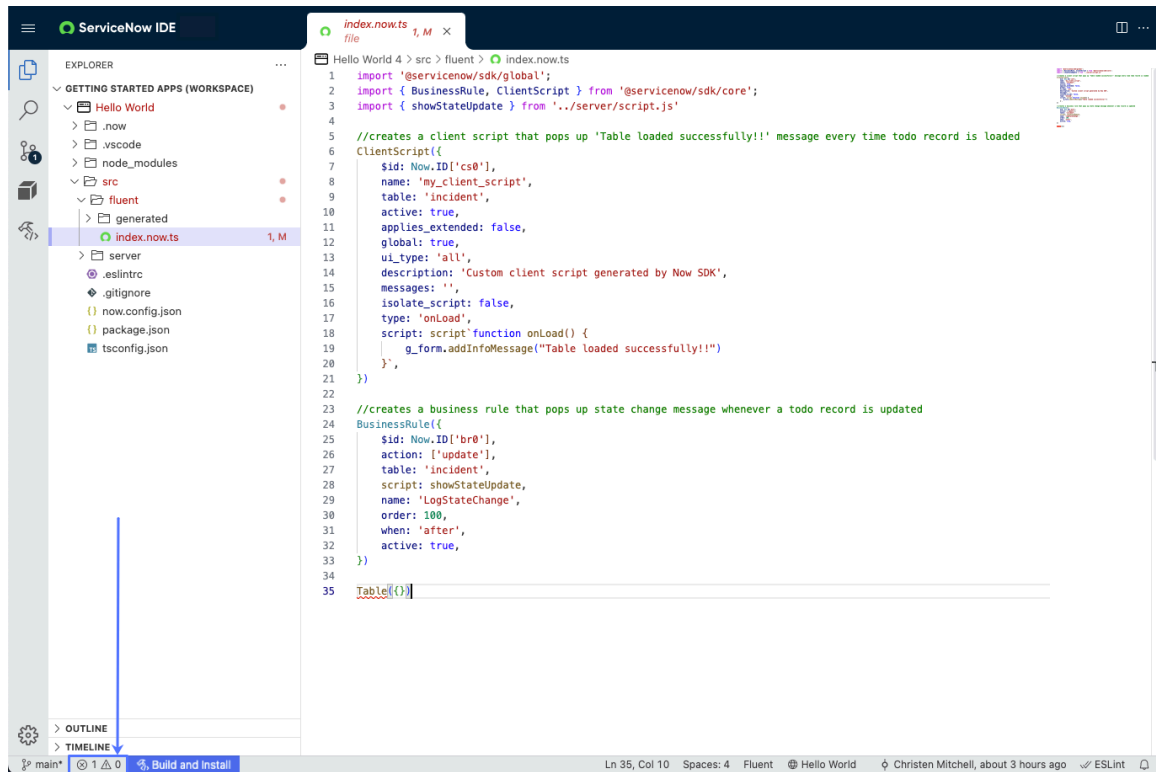 ServiceNow IDE
index.now.ts
file
1, M
EXPLORER
GETTING STARTED APPS (WORKSPACE)
Hello World
.now
.vscode
node_modules
src
fluent
generated
index.now.ts 1, M
server
.eslintrc
.gitignore
now.config.json
package.json
tsconfig.json
OUTLINE
TIMELINE
1
Hello World 4 > src > fluent > index.now.ts
1 import '@servicenow/sdk/global';
2 import { BusinessRule, ClientScript } from '@servicenow/sdk/core';
3 import { showStateUpdate } from '../server/script.js'
4
5 //creates a client script that pops up 'Table loaded successfully!!' message every time todo record is loaded
6 ClientScript({
7 $id: Now.ID['cs0'],
8 name: 'my_client_script',
9 table: 'incident',
10 active: true,
11 applies_extended: false,
12 global: true,
13 ui_type: 'all',
14 description: 'Custom client script generated by Now SDK',
15 messages: '',
16 isolate_script: false,
17 type: 'onLoad',
18 script: script`function onLoad() {
19 g_form.addInfoMessage("Table loaded successfully!!")
20 }`,
21 })
22
23 //creates a business rule that pops up state change message whenever a todo record is updated
24 BusinessRule({
25 $id: Now.ID['br0'],
26 action: ['update'],
27 table: 'incident',
28 script: showStateUpdate,
29 name: 'LogStateChange',
30 order: 100,
31 when: 'after',
32 active: true,
33 })
34
35 Table({})
main* 1 0 Build and Install Ln 35, Col 10 Spaces: 4 Fluent Hello World Christen Mitchell, about 3 hours ago ESLint